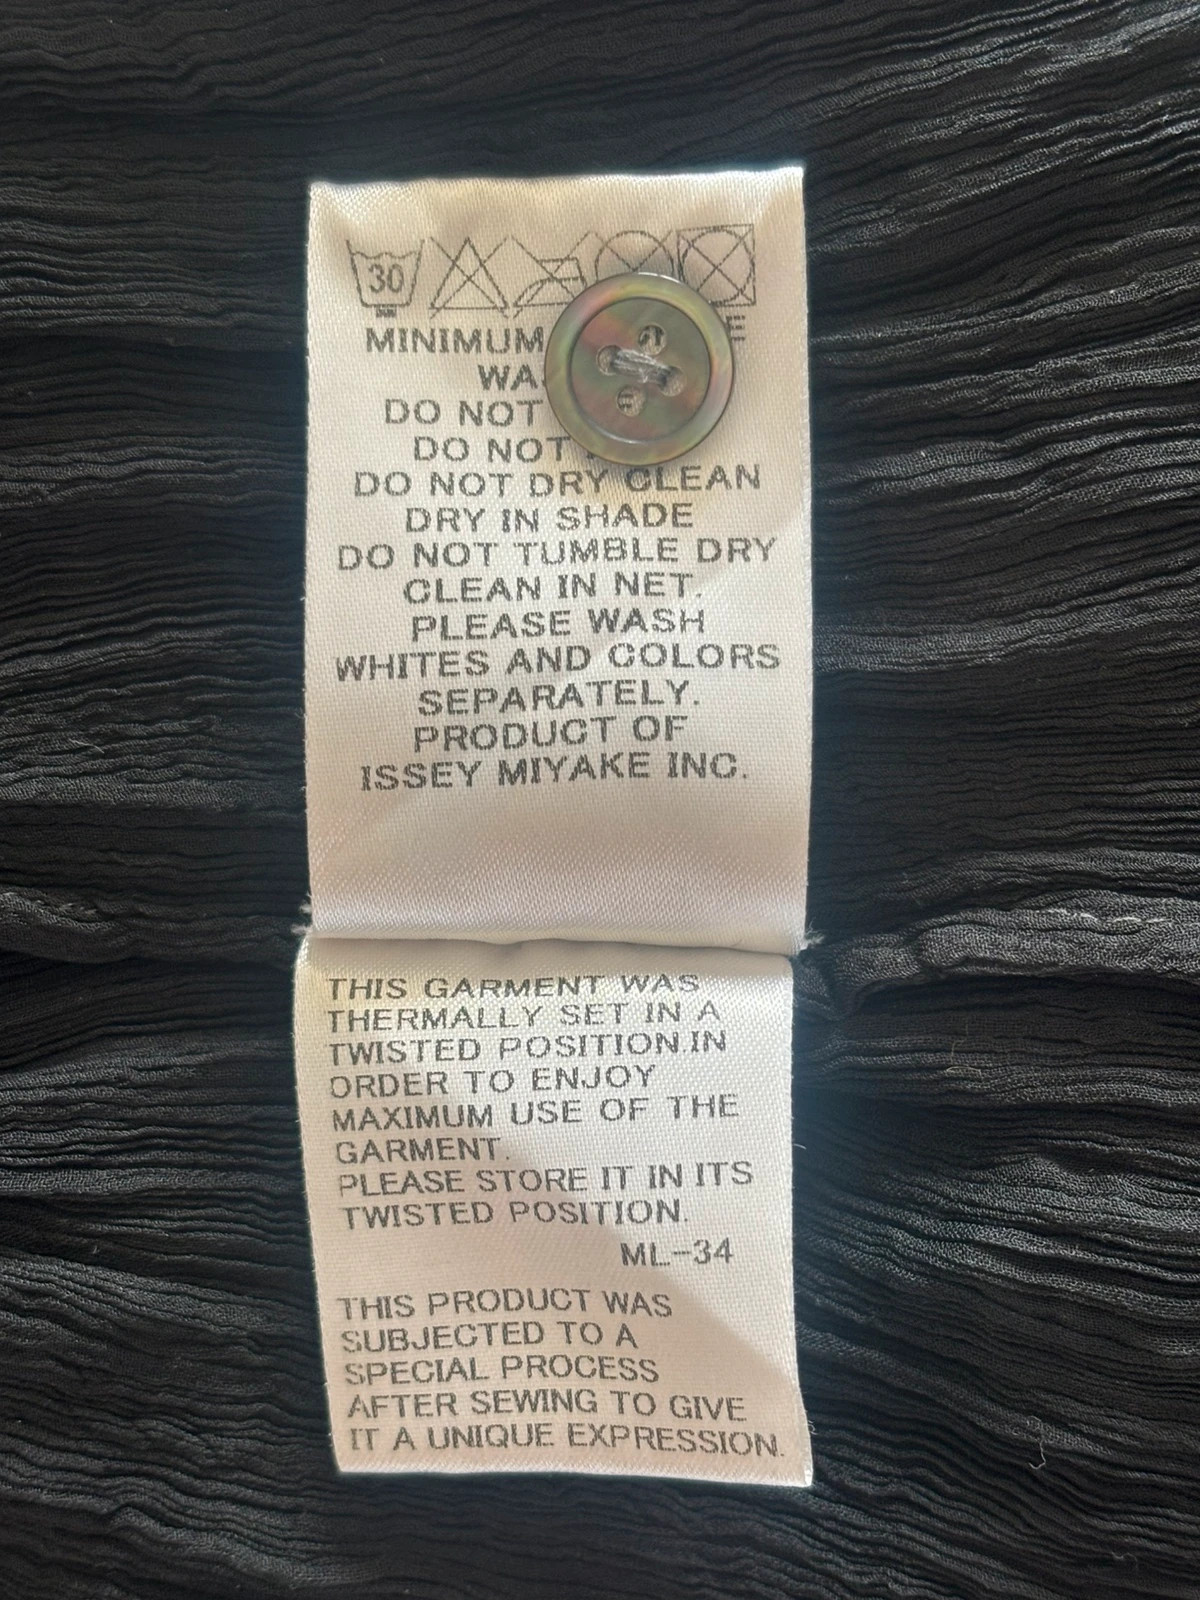 30
MINIMUM
DO NOT
DO NOT
DO NOT DRY CLEAN
DRY IN SHADE
DO NOT TUMBLE DRY
CLEAN IN NET.
PLEASE WASH
WHITES AND COLORS
SEPARATELY.
PRODUCT OF
ISSEY MIYAKE INC.
THIS GARMENT WAS
THERMALLY SET IN A
TWISTED POSITION.IN
ORDER TO ENJOY
MAXIMUM USE OF THE
GARMENT.
PLEASE STORE IT IN ITS
TWISTED POSITION.
ML-34
THIS PRODUCT WAS
SUBJECTED TO A
SPECIAL PROCESS
AFTER SEWING TO GIVE
IT A UNIQUE EXPRESSION.